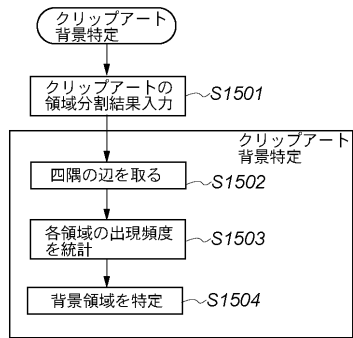 クリップアート
背景特定
クリップアートの
領域分割結果入力
S1501
クリップアート
背景特定
四隅の辺を取る
S1502
各領域の出現頻度
を統計
S1503
背景領域を特定
S1504